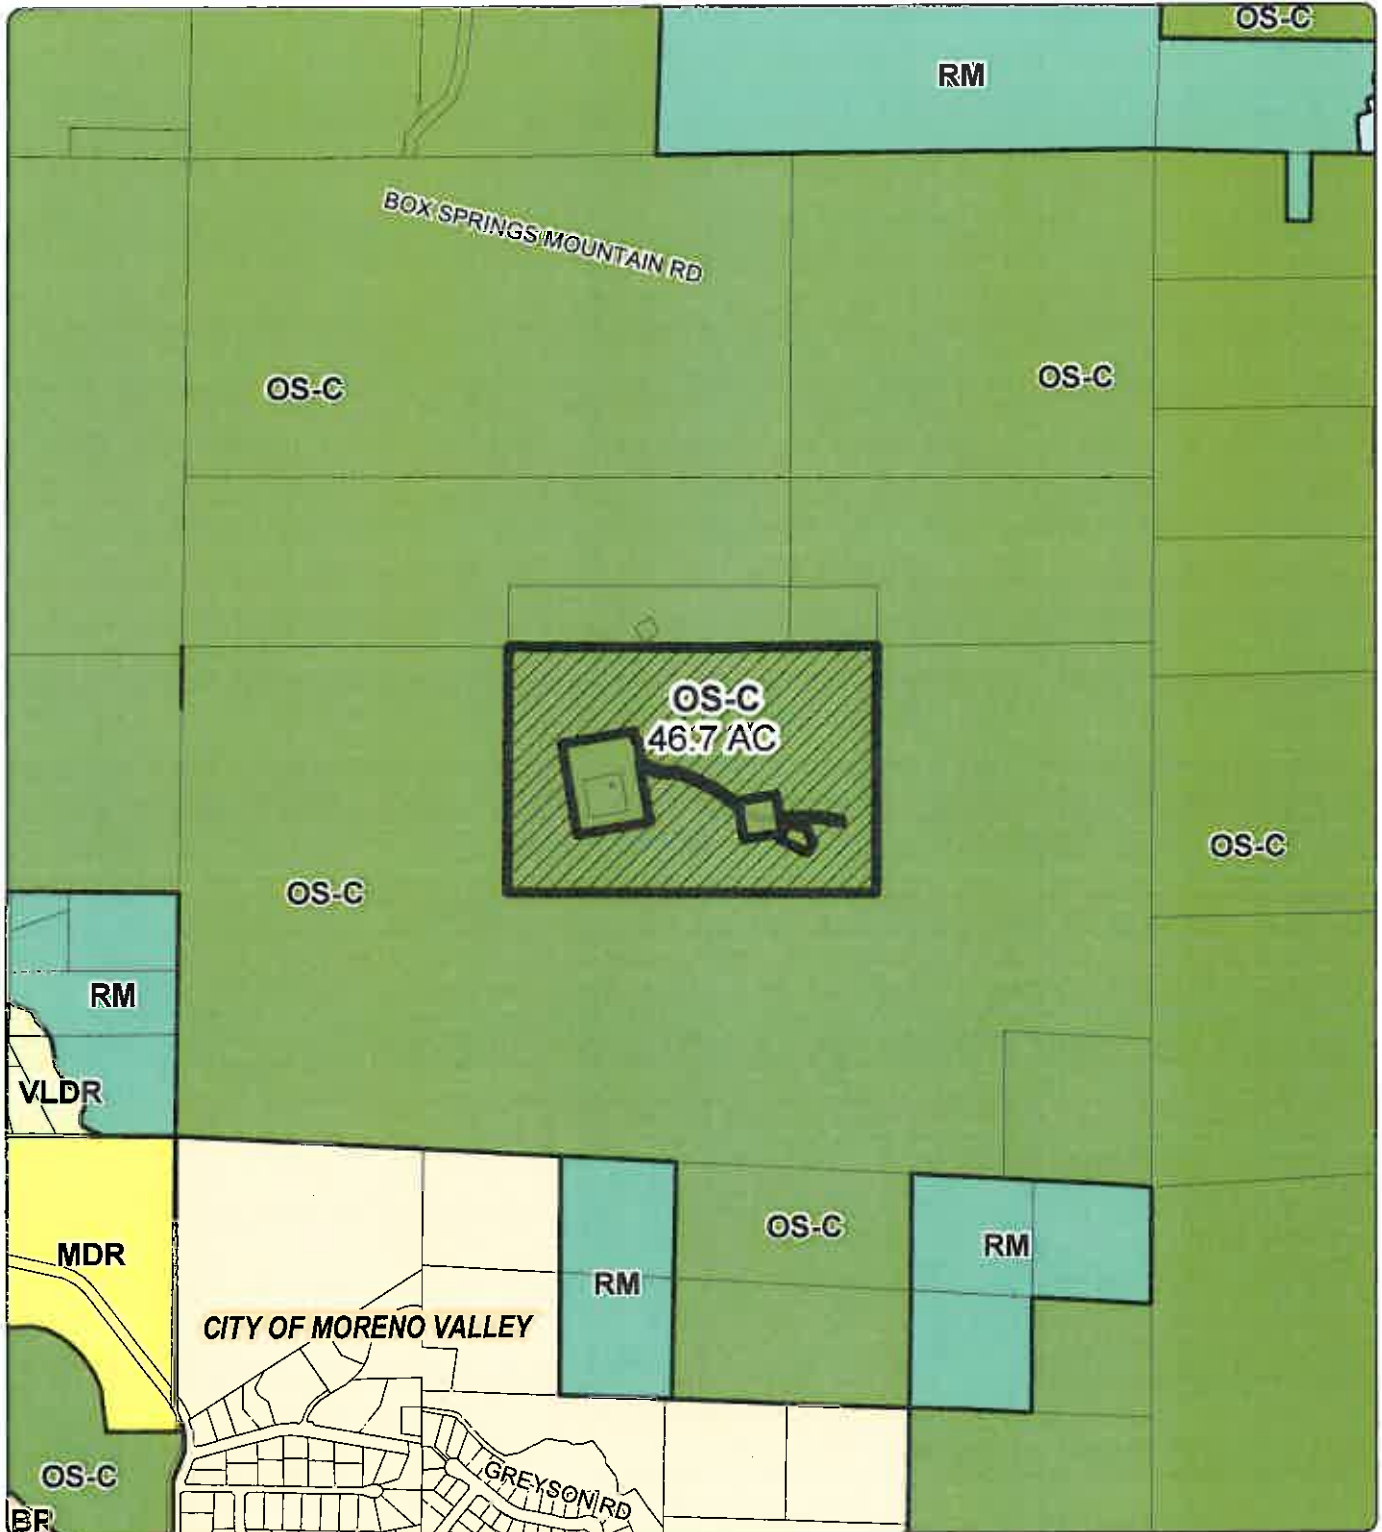 OS-C
RM
BOX SPRINGS MOUNTAIN RD
OS-C
OS-C
OS-C
46.7 AC
OS-C
OS-C
RM
VLDR
OS-C
RM
MDR
RM
CITY OF MORENO VALLEY
OS-C
GREYSON RD
BR